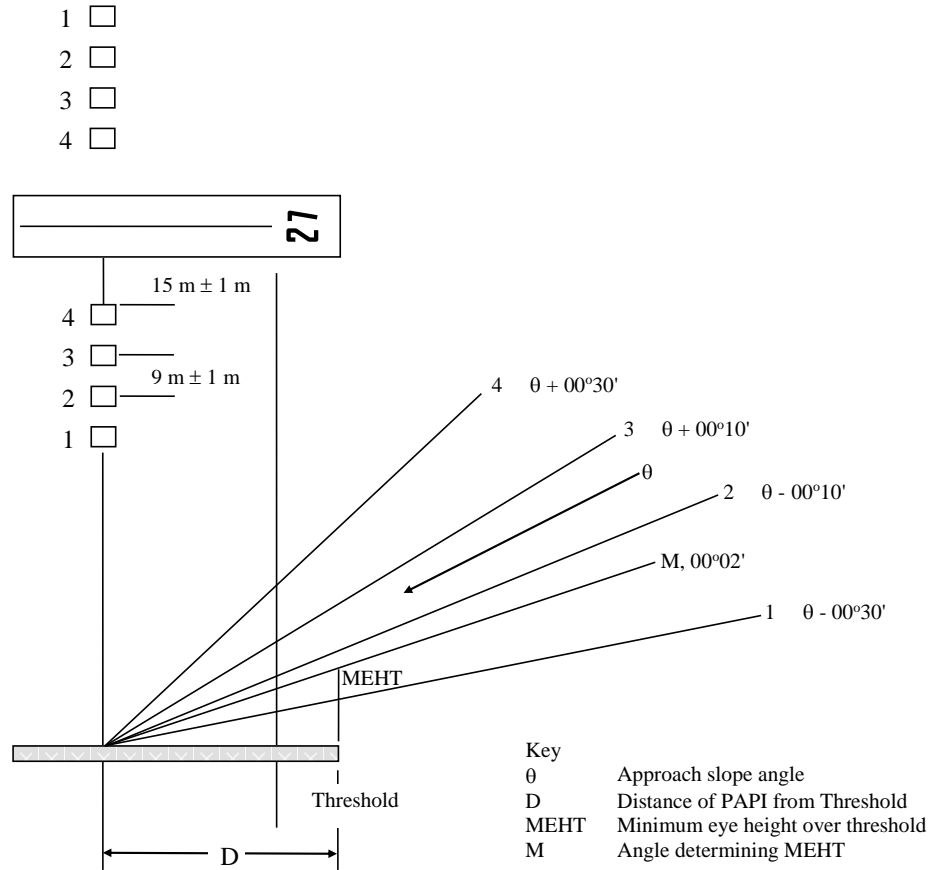 1
2
3
4
27
15 m ± 1 m
4
3
9 m ± 1 m
2
1
4 θ + 00º30'
3 θ + 00º10'
θ
2 θ - 00º10'
M, 00º02'
1 θ - 00º30'
MEHT
Threshold
D
Key
θ Approach slope angle
D Distance of PAPI from Threshold
MEHT Minimum eye height over threshold
M Angle determining MEHT